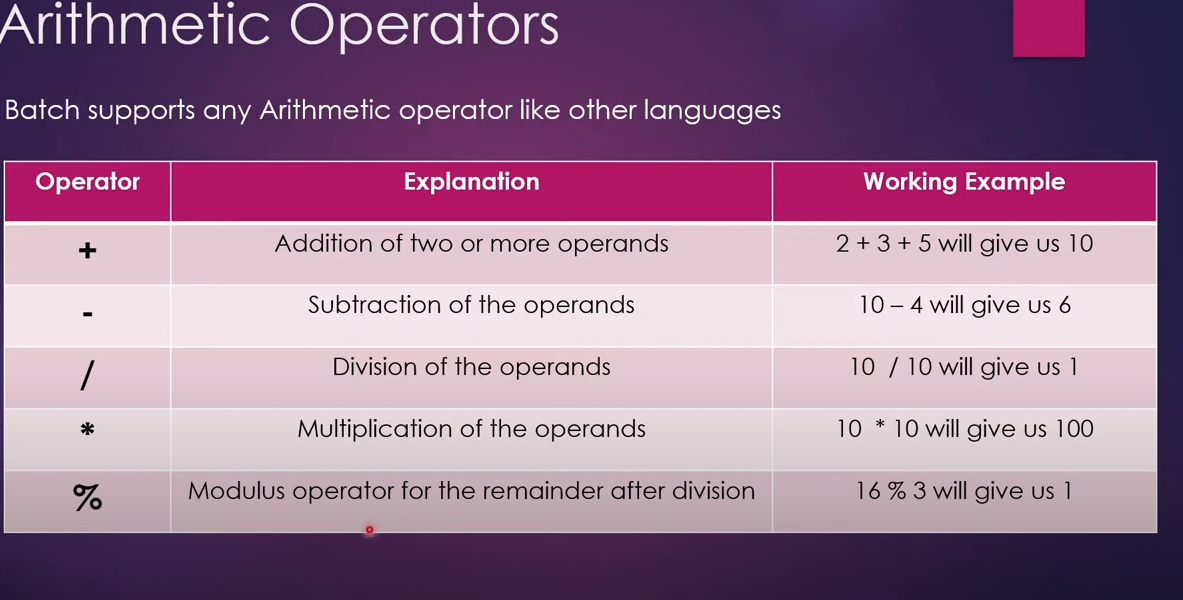 Arithmetic Operators
Batch supports any Arithmetic operator like other languages
Operator Explanation Working Example
+ Addition of two or more operands 2 + 3 + 5 will give us 10
- Subtraction of the operands 10 – 4 will give us 6
/ Division of the operands 10 / 10 will give us 1
* Multiplication of the operands 10 * 10 will give us 100
% Modulus operator for the remainder after division 16 % 3 will give us 1